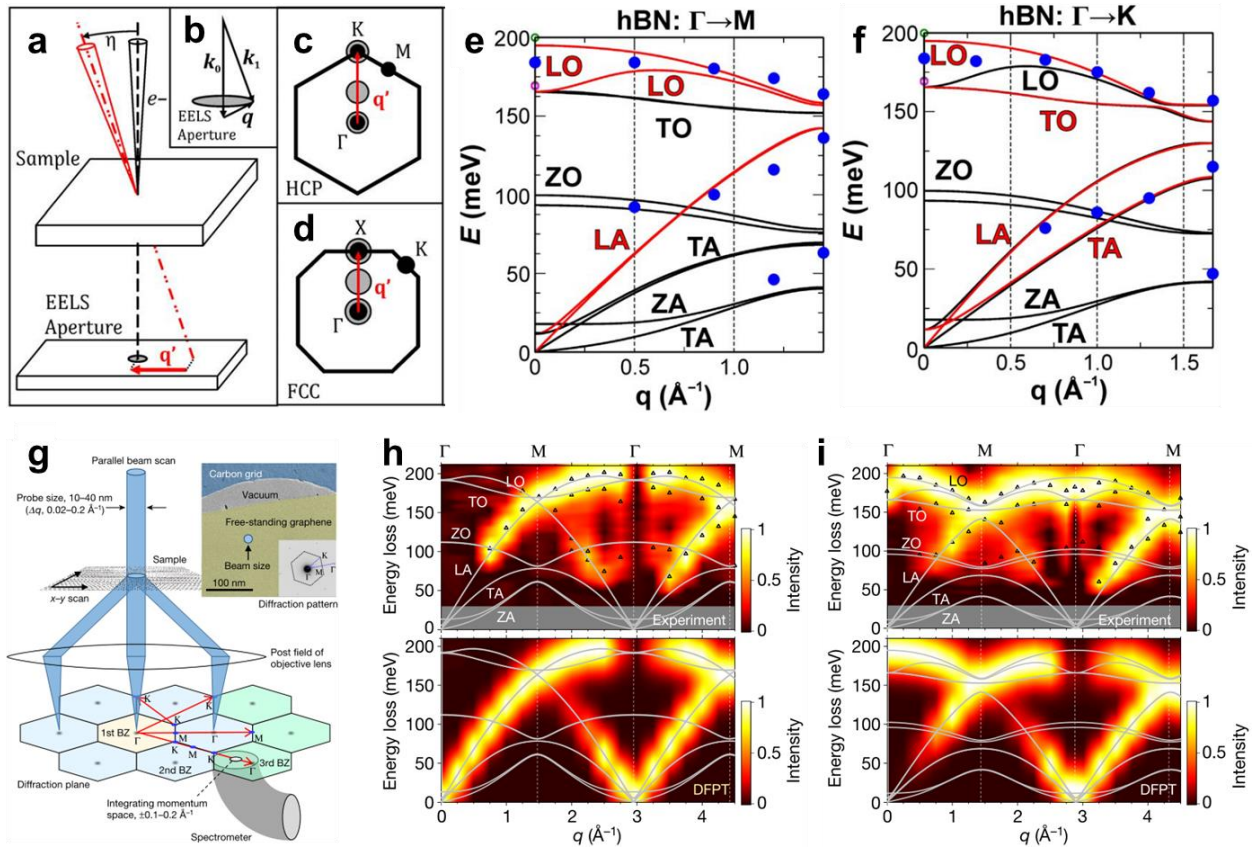 a
η
Sample
e−
EELS
Aperture
q'
b
k₀
k₁
EELS
Aperture
q
c
K
M
q'
Γ
HCP
d
X
K
q'
Γ
FCC
e
hBN: Γ→M
200
150
100
50
0
E (meV)
LO
LO
TO
ZO
LA
TA
ZA
TA
0
0.5
1.0
q (Å⁻¹)
f
hBN: Γ→K
200
150
100
50
0
E (meV)
LO
LO
TO
ZO
LA
TA
ZA
TA
0
0.5
1.0
1.5
q (Å⁻¹)
g
Parallel beam scan
Probe size, 10–40 nm
(Δq, 0.02–0.2 Å⁻¹)
Sample
x–y scan
Carbon grid
Vacuum
Free-standing graphene
Beam size
100 nm
K
M
Γ
Γ
Diffraction pattern
Post field of
objective lens
K
K
K
M
Γ
M
1st BZ
Γ
K
M
K
Γ
2nd BZ
3rd BZ
Diffraction plane
Integrating momentum
space, ±0.1–0.2 Å⁻¹
Spectrometer
h
Γ
M
Γ
M
Energy loss (meV)
200
150
100
50
0
LO
TO
ZO
LA
TA
ZA
Experiment
1
0.5
0
Intensity
Energy loss (meV)
200
150
100
50
0
DFPT
1
0.5
0
Intensity
0
1
2
3
4
q (Å⁻¹)
i
Γ
M
Γ
M
Energy loss (meV)
200
150
100
50
0
LO
TO
ZO
LA
TA
ZA
Experiment
1
0.5
0
Intensity
Energy loss (meV)
200
150
100
50
0
DFPT
1
0.5
0
Intensity
0
1
2
3
4
q (Å⁻¹)